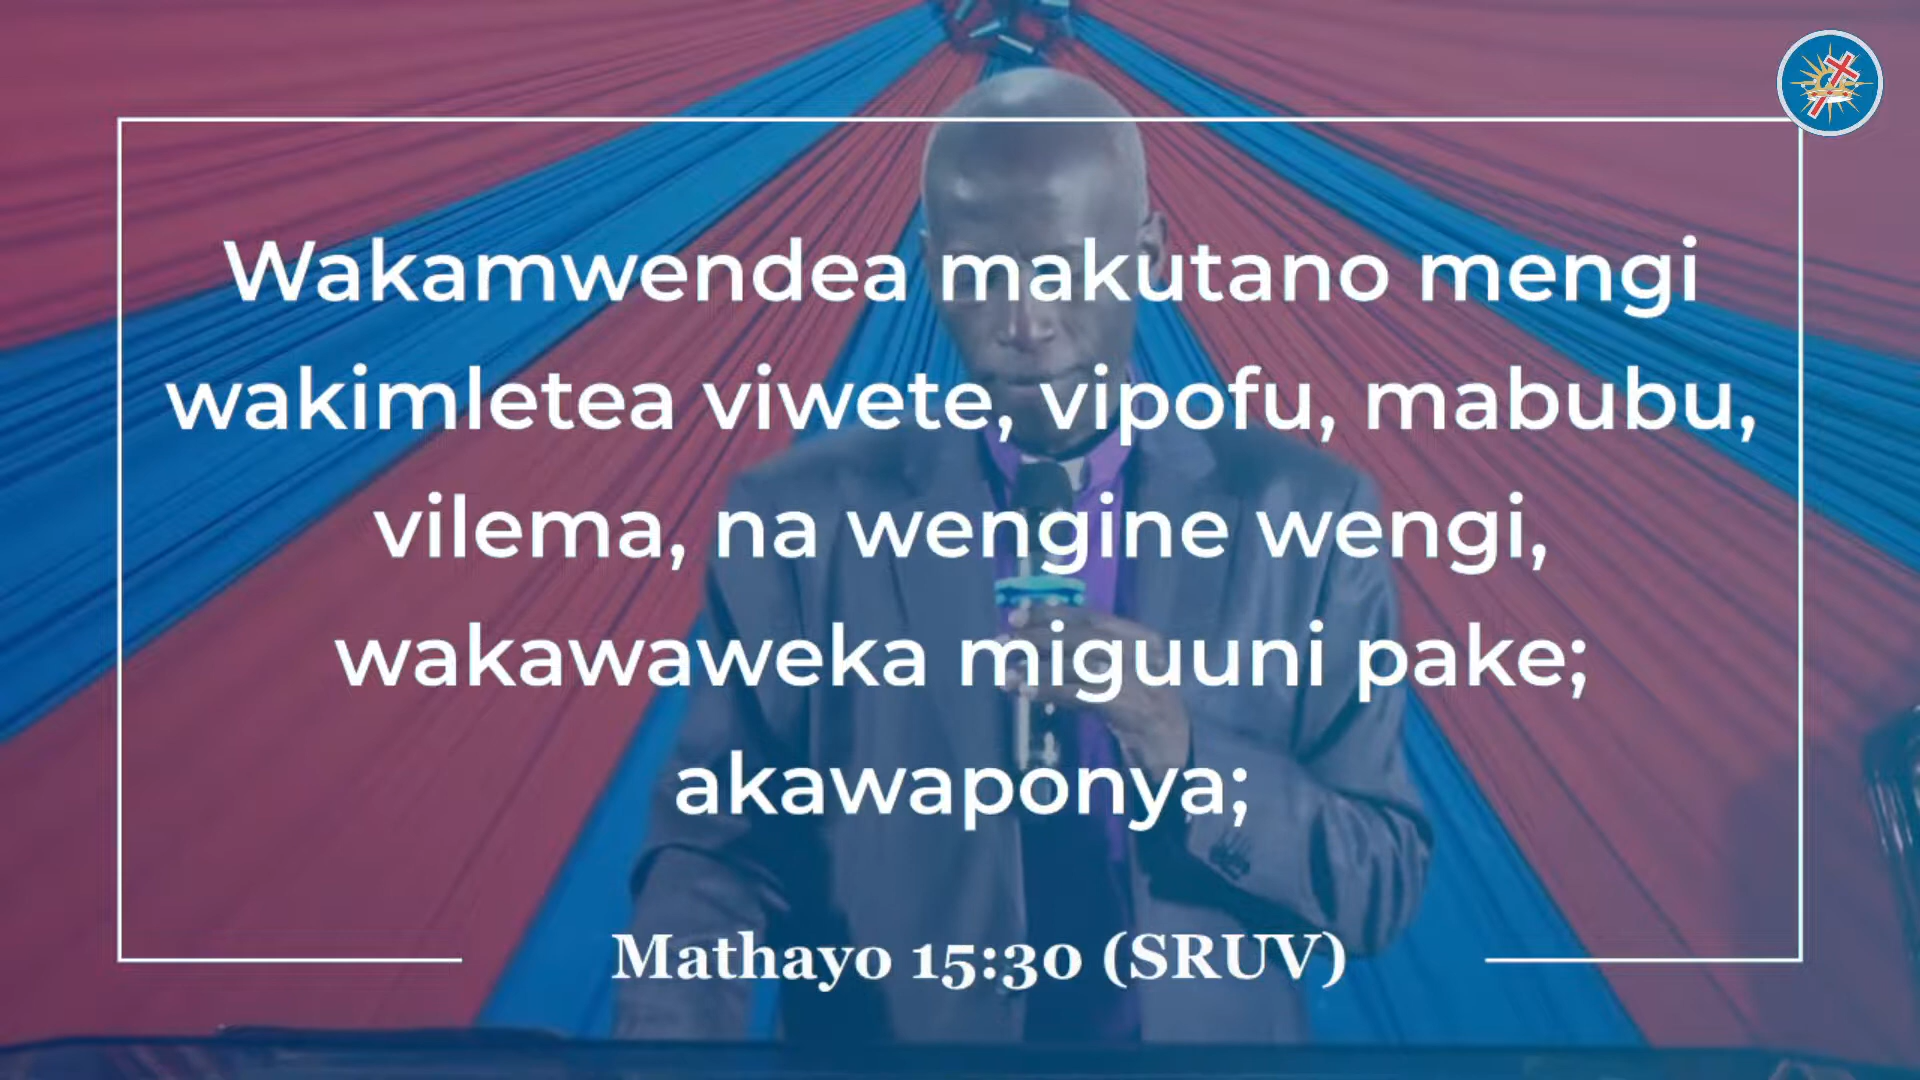 Wakamwendea makutano mengi
wakimletea viwete, vipofu, mabubu,
vilema, na wengine wengi,
wakawaweka miguuni pake;
akawaponya;
Mathayo 15:30 (SRUV)